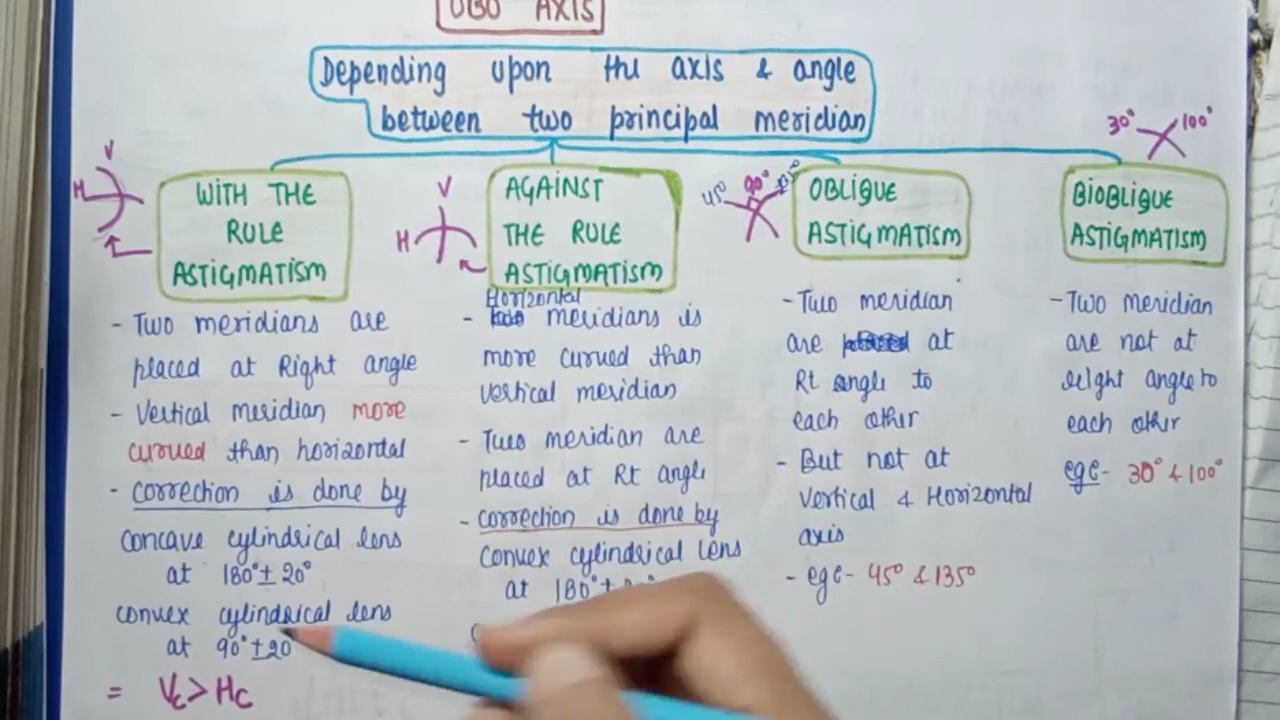 Depending upon the axis & angle
between two principal meridian
30° 100°
V
H
WITH THE
RULE
ASTIGMATISM
- Two meridians are
placed at Right angle
- Vertical meridian more
curved than horizontal
- correction is done by
concave cylindrical lens
at 180° ± 20°
convex cylindrical lens
at 90° ± 20
= Vc > Hc
V
H
AGAINST
THE RULE
ASTIGMATISM
Horizontal
- meridians is
more curved than
vertical meridian
- Two meridian are
placed at Rt angle
- correction is done by
convex cylindrical lens
at 180° ±
45° 90° 135°
OBLIQUE
ASTIGMATISM
- Two meridian
are at
Rt angle to
each other
- But not at
vertical & Horizontal
axis
- eg:- 45° & 135°
BIOBLIQUE
ASTIGMATISM
- Two meridian
are not at
right angle to
each other
eg:- 30° & 100°